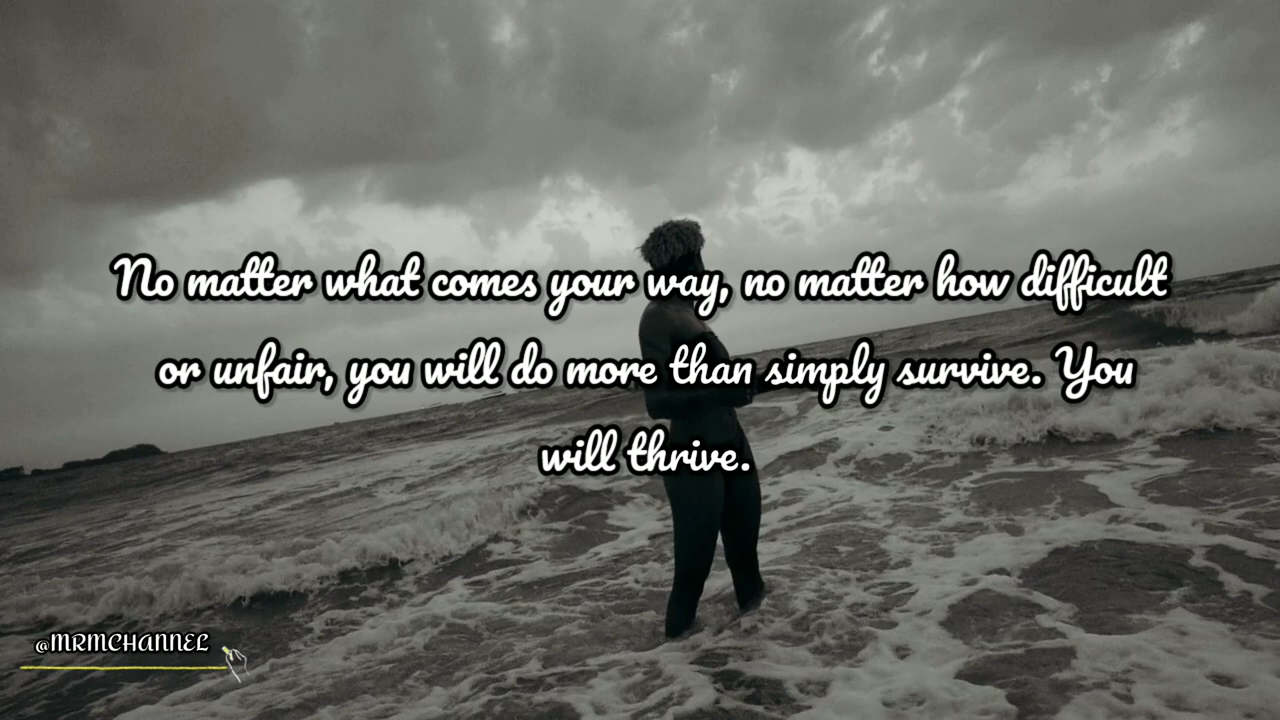 No matter what comes your way, no matter how difficult
or unfair, you will do more than simply survive. You
will thrive.
@MRMCHANNEL